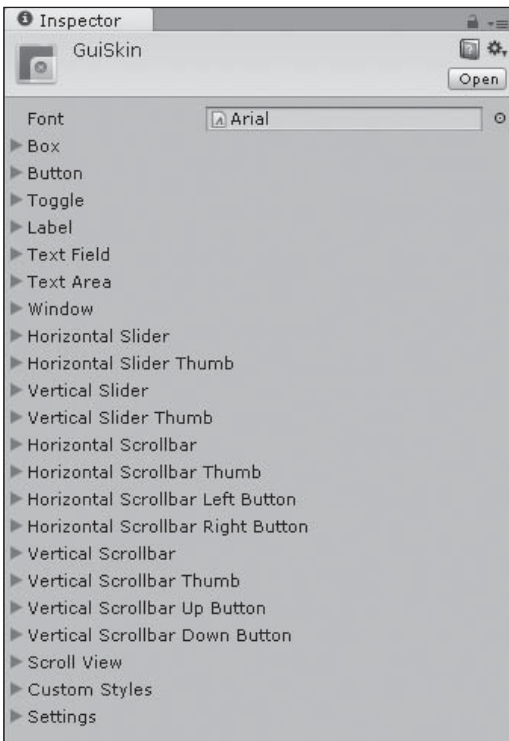 Inspector
GuiSkin
Open
Font Arial
Box
Button
Toggle
Label
Text Field
Text Area
Window
Horizontal Slider
Horizontal Slider Thumb
Vertical Slider
Vertical Slider Thumb
Horizontal Scrollbar
Horizontal Scrollbar Thumb
Horizontal Scrollbar Left Button
Horizontal Scrollbar Right Button
Vertical Scrollbar
Vertical Scrollbar Thumb
Vertical Scrollbar Up Button
Vertical Scrollbar Down Button
Scroll View
Custom Styles
Settings